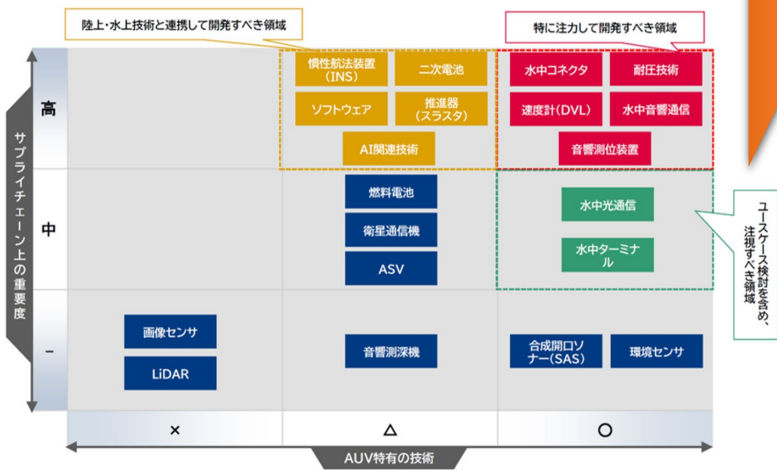 陸上・水上技術と連携して開発すべき領域
特に注力して開発すべき領域
サプライチェーン上の重要度
高
慣性航法装置
(INS)
二次電池
ソフトウェア
推進器
(スラスタ)
AI関連技術
水中コネクタ
耐圧技術
速度計(DVL)
水中音響通信
音響測位装置
中
燃料電池
衛星通信機
ASV
水中光通信
水中ターミナ
ル
ユースケース検討を含め、
注視すべき領域
-
画像センサ
LiDAR
音響測深機
合成開口ソ
ナー(SAS)
環境センサ
×
△
○
AUV特有の技術